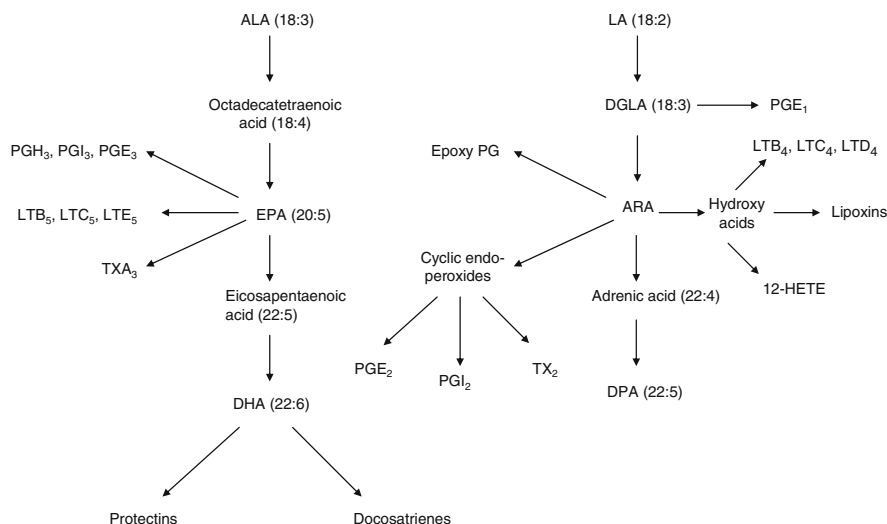 ALA (18:3)
Octadecatetraenoic
acid (18:4)
PGH₃, PGI₃, PGE₃
LTB₅, LTC₅, LTE₅
EPA (20:5)
TXA₃
Eicosapentaenoic
acid (22:5)
DHA (22:6)
Protectins
Docosatrienes
LA (18:2)
DGLA (18:3)
PGE₁
Epoxy PG
LTB₄, LTC₄, LTD₄
ARA
Hydroxy
acids
Lipoxins
Cyclic endo-
peroxides
Adrenic acid (22:4)
12-HETE
PGE₂
PGI₂
TX₂
DPA (22:5)